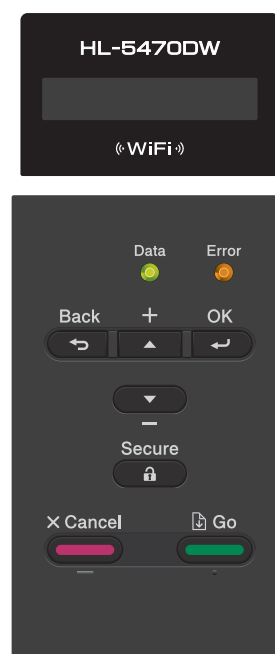 HL-5470DW
WiFi
Data Error
Back + OK
−
Secure
× Cancel Go